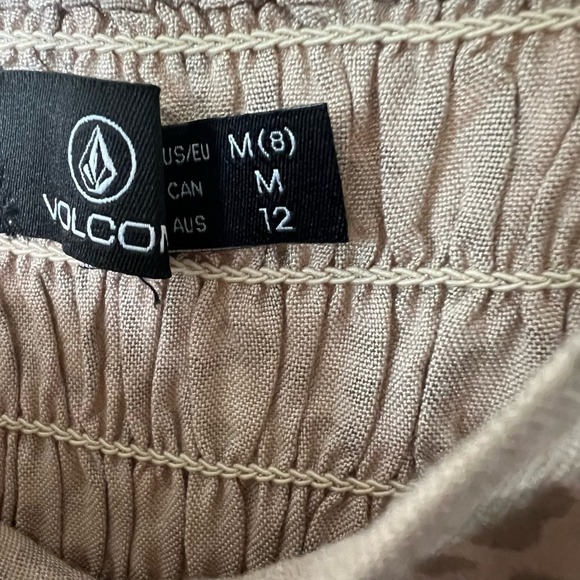 VOLCOM
US/EU M(8)
CAN M
AUS 12